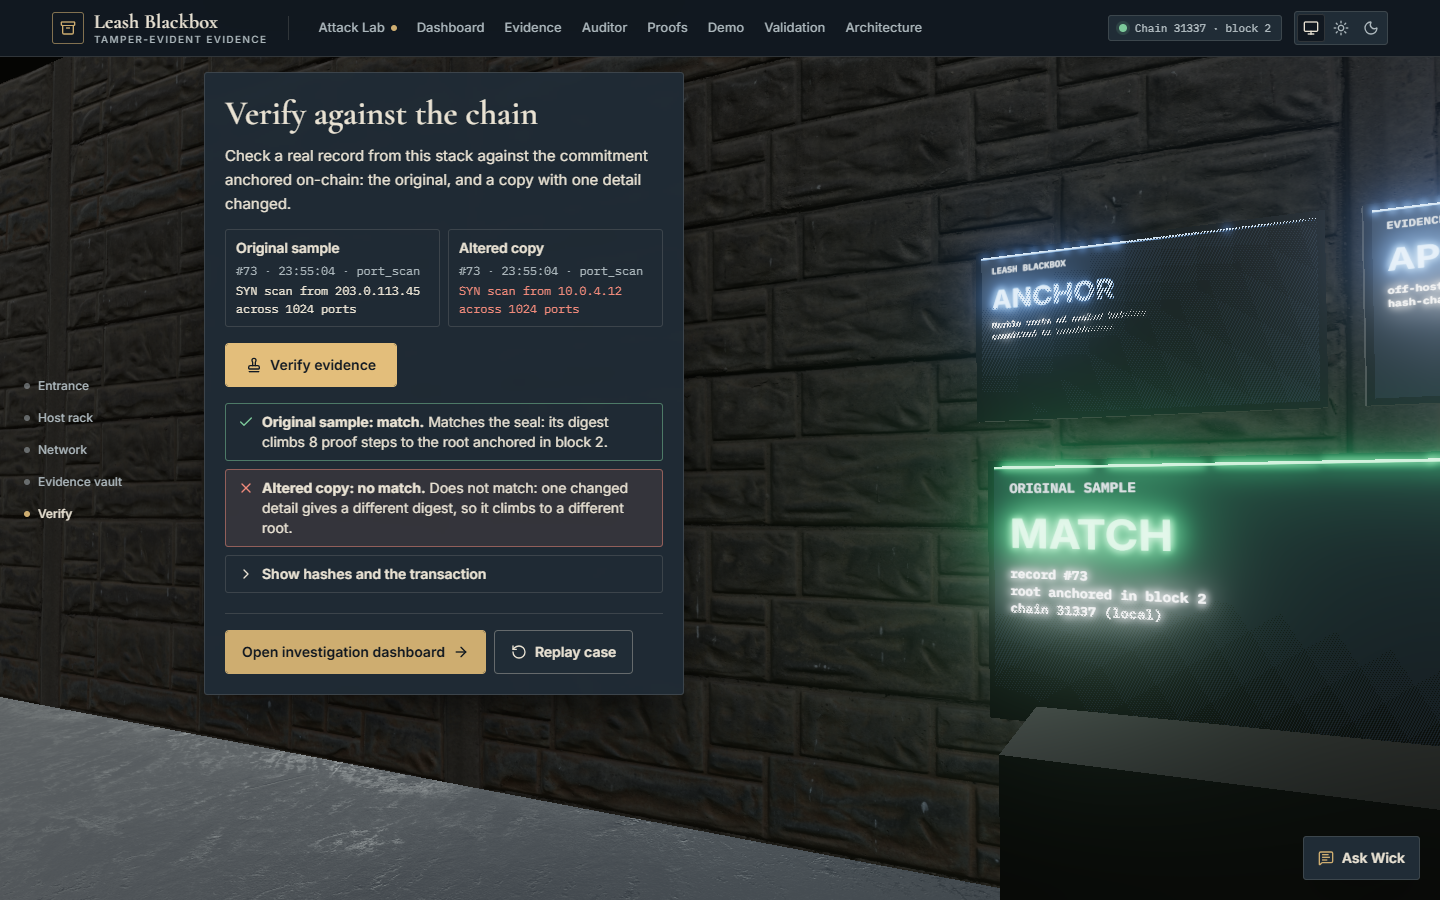 Leash Blackbox
TAMPER-EVIDENT EVIDENCE
Attack Lab
Dashboard
Evidence
Auditor
Proofs
Demo
Validation
Architecture
Chain 31337 · block 2
Entrance
Host rack
Network
Evidence vault
Verify
Verify against the chain
Check a real record from this stack against the commitment
anchored on-chain: the original, and a copy with one detail
changed.
Original sample
#73 · 23:55:04 · port_scan
SYN scan from 203.0.113.45
across 1024 ports
Altered copy
#73 · 23:55:04 · port_scan
SYN scan from 10.0.4.12
across 1024 ports
Verify evidence
Original sample: match. Matches the seal: its digest
climbs 8 proof steps to the root anchored in block 2.
Altered copy: no match. Does not match: one changed
detail gives a different digest, so it climbs to a different
root.
Show hashes and the transaction
Open investigation dashboard
Replay case
LEASH BLACKBOX
ANCHOR
ORIGINAL SAMPLE
MATCH
record #73
root anchored in block 2
chain 31337 (local)
Ask Wick